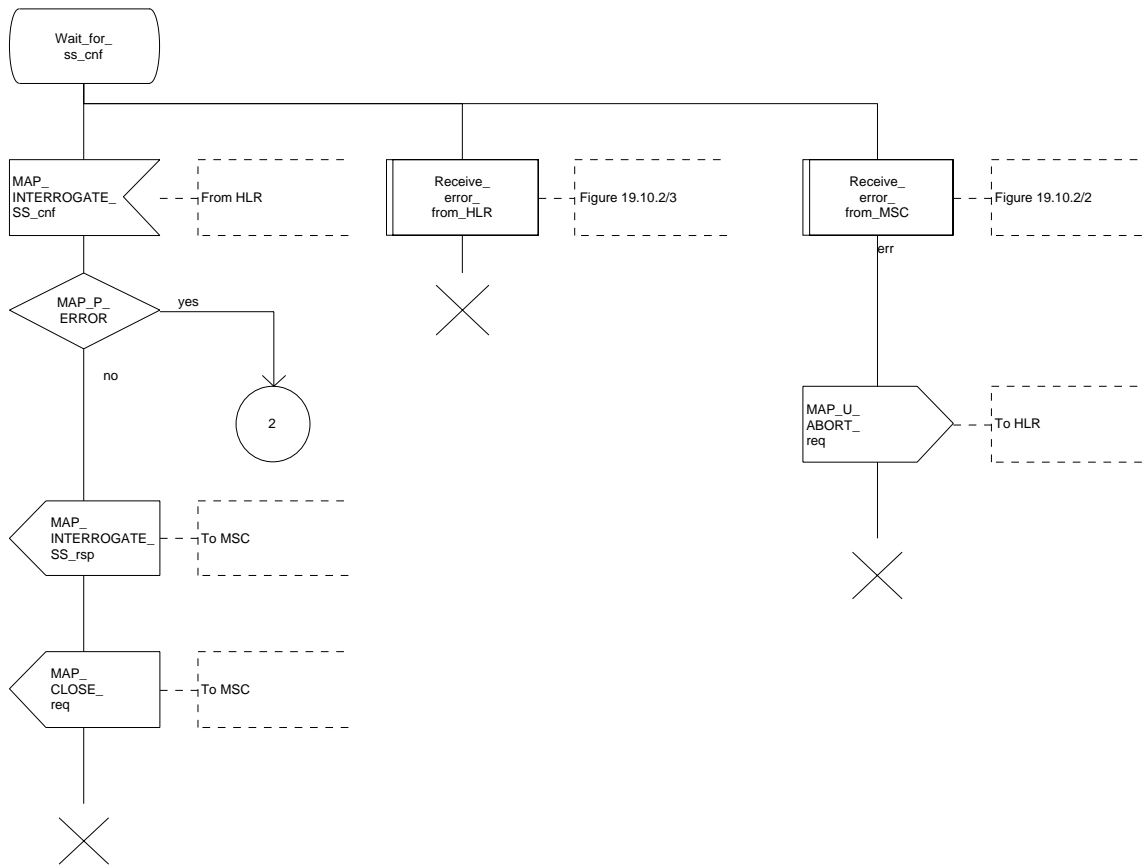 Wait_for_
ss_cnf
MAP_
INTERROGATE_
SS_cnf
From HLR
Receive_
error_
from_HLR
Figure 19.10.2/3
Receive_
error_
from_MSC
Figure 19.10.2/2
err
MAP_P_
ERROR
yes
no
2
MAP_U_
ABORT_
req
To HLR
MAP_
INTERROGATE_
SS_rsp
To MSC
MAP_
CLOSE_
req
To MSC